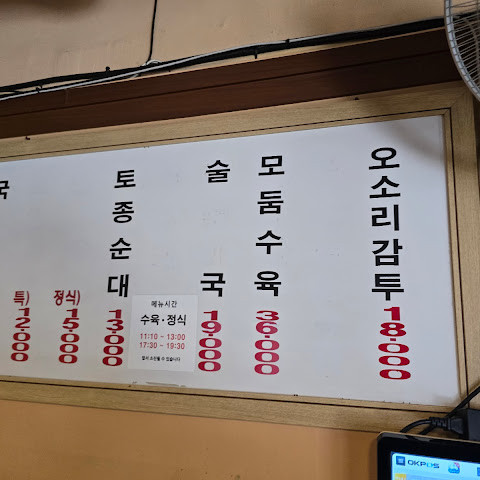 국
특)
12.000
정식)
15.000
토종순대
13.000
메뉴시간
수육·정식
11:10 ~ 13:00
17:30 ~ 19:30
술국
19.000
모둠수육
36.000
오소리감투
18.000
OKPOS